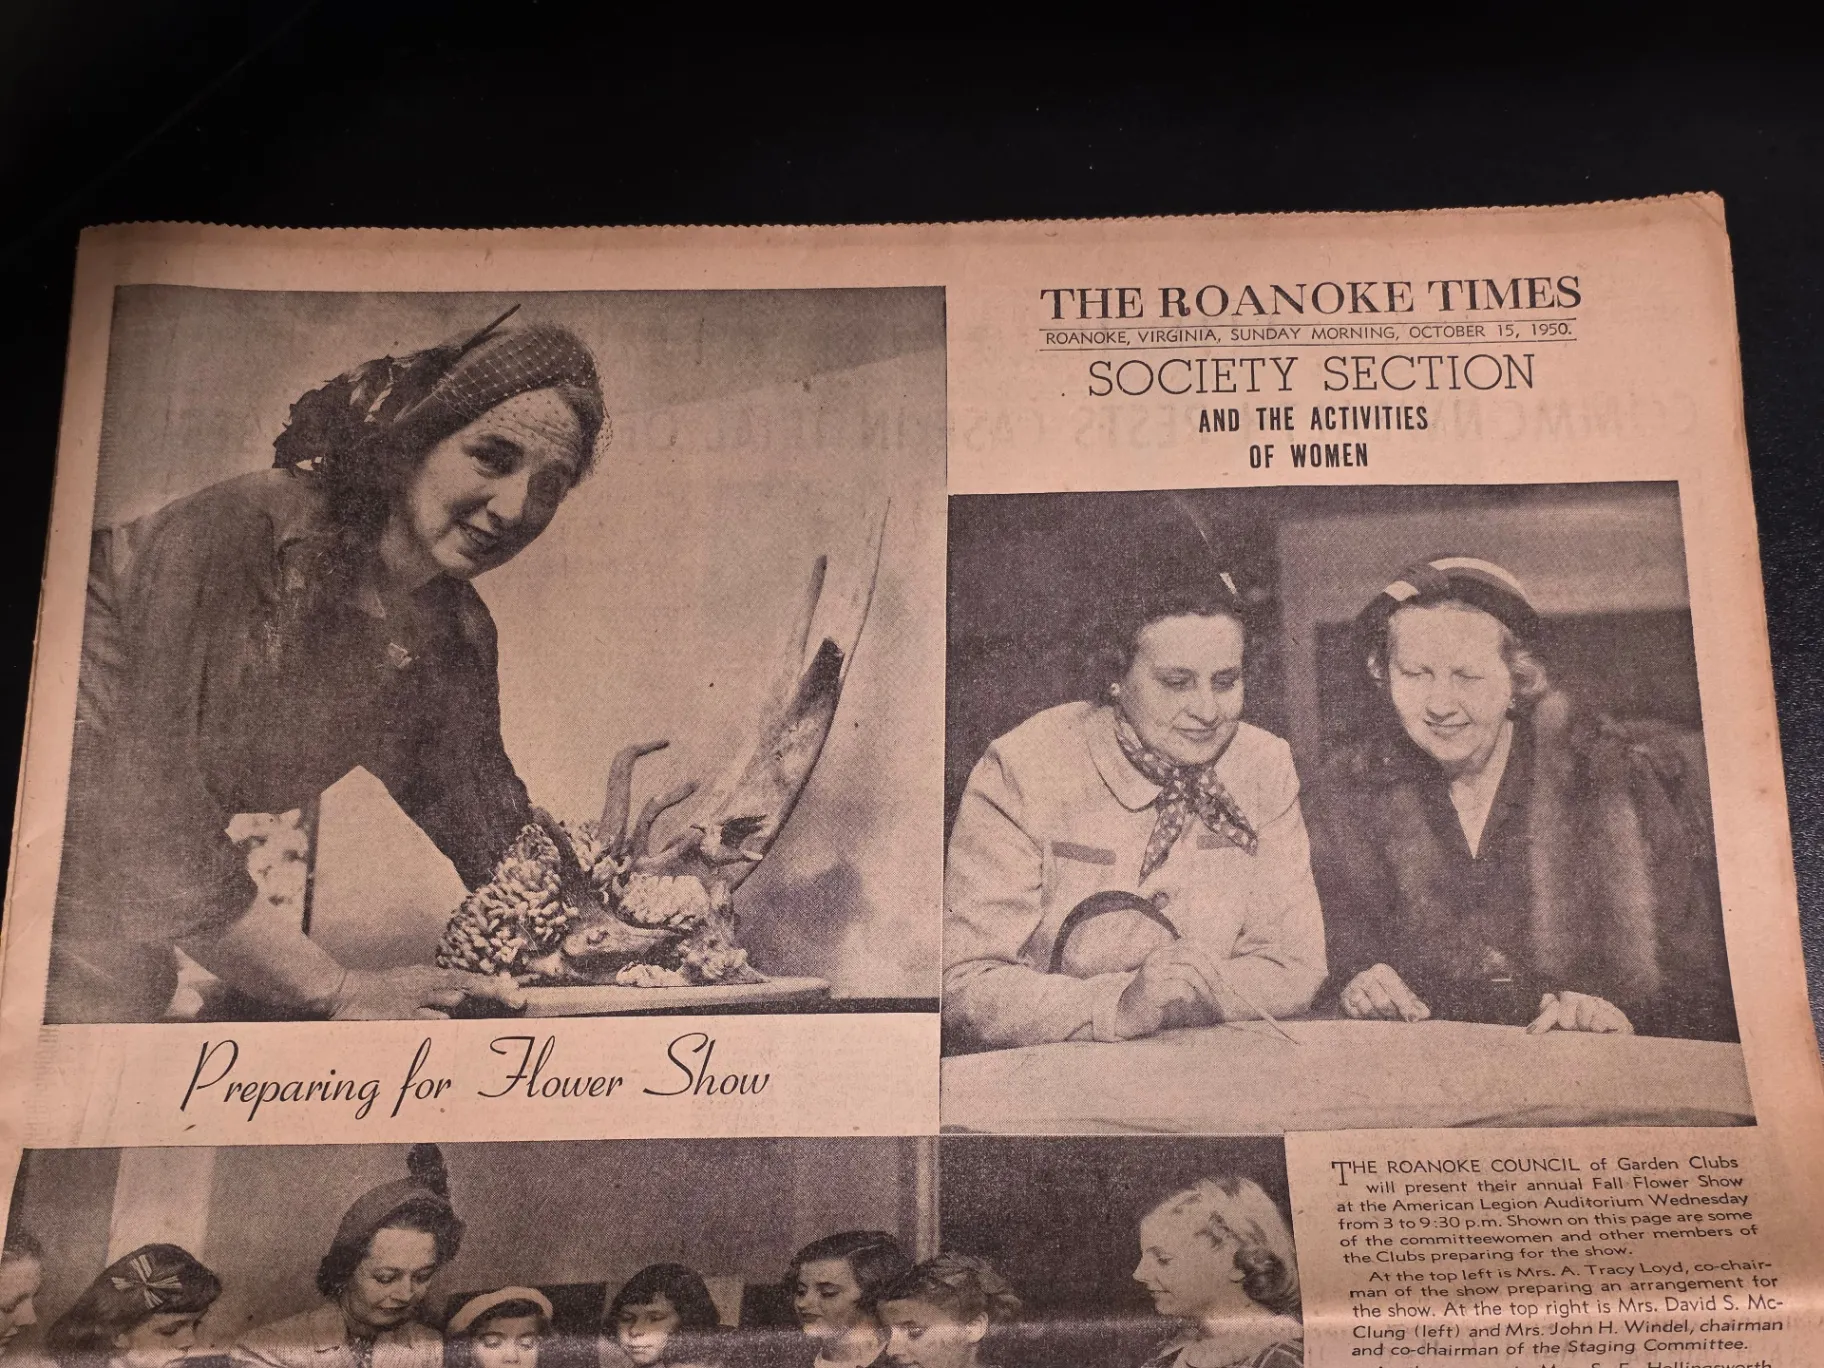 THE ROANOKE TIMES
ROANOKE, VIRGINIA, SUNDAY MORNING, OCTOBER 15, 1950.
SOCIETY SECTION
AND THE ACTIVITIES
OF WOMEN
Preparing for Flower Show
THE ROANOKE COUNCIL of Garden Clubs
will present their annual Fall Flower Show
at the American Legion Auditorium Wednesday
from 3 to 9:30 p.m. Shown on this page are some
of the committeewomen and other members of
the Clubs preparing for the show.
At the top left is Mrs. A. Tracy Loyd, co-chair-
man of the show preparing an arrangement for
the show. At the top right is Mrs. David S. Mc-
Clung (left) and Mrs. John H. Windel, chairman
and co-chairman of the Staging Committee.
Mrs. S. F. Hollingsworth